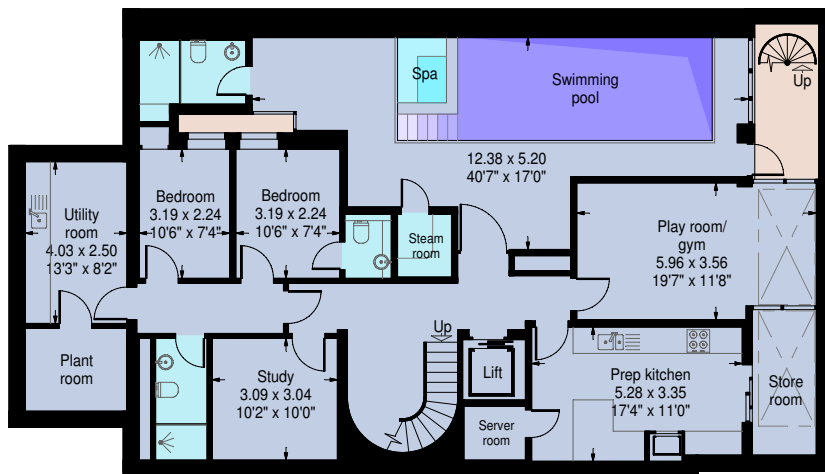 Spa
Swimming
pool
Up
12.38 x 5.20
40'7" x 17'0"
Bedroom
3.19 x 2.24
10'6" x 7'4"
Bedroom
3.19 x 2.24
10'6" x 7'4"
Utility
room
4.03 x 2.50
13'3" x 8'2"
Steam
room
Play room/
gym
5.96 x 3.56
19'7" x 11'8"
Up
Plant
room
Study
3.09 x 3.04
10'2" x 10'0"
Lift
Prep kitchen
5.28 x 3.35
17'4" x 11'0"
Store
room
Server
room